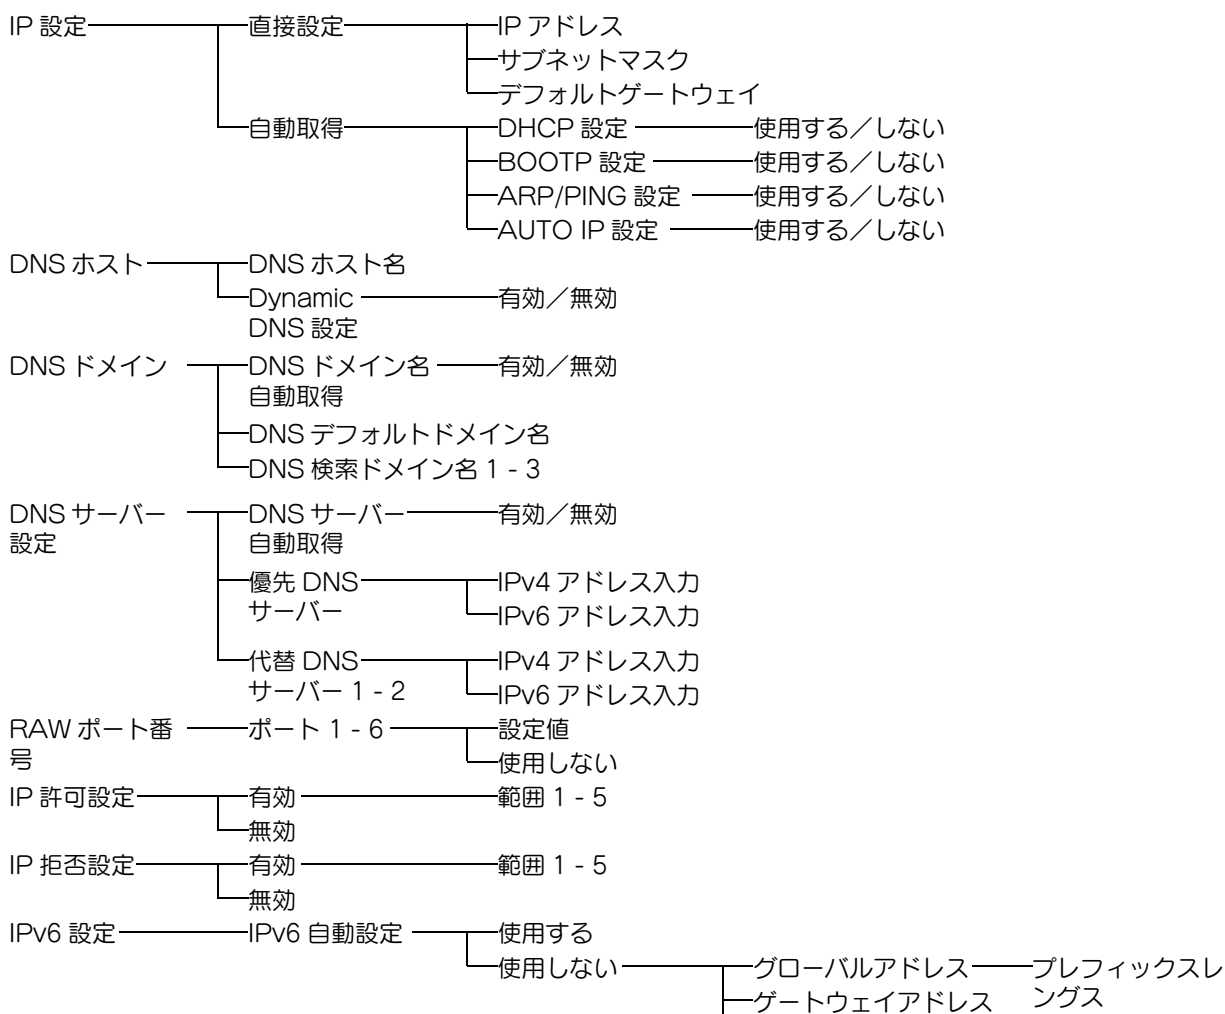 IP 設定 直接設定 IP アドレス
サブネットマスク
デフォルトゲートウェイ
自動取得 DHCP 設定 使用する／しない
BOOTP 設定 使用する／しない
ARP/PING 設定 使用する／しない
AUTO IP 設定 使用する／しない
DNS ホスト DNS ホスト名
Dynamic 有効／無効
DNS 設定
DNS ドメイン DNS ドメイン名 有効／無効
自動取得
DNS デフォルトドメイン名
DNS 検索ドメイン名 1 - 3
DNS サーバー DNS サーバー 有効／無効
設定 自動取得
優先 DNS IPv4 アドレス入力
サーバー IPv6 アドレス入力
代替 DNS IPv4 アドレス入力
サーバー 1 - 2 IPv6 アドレス入力
RAW ポート番 ポート 1 - 6 設定値
号 使用しない
IP 許可設定 有効 範囲 1 - 5
無効
IP 拒否設定 有効 範囲 1 - 5
無効
IPv6 設定 IPv6 自動設定 使用する
使用しない グローバルアドレス プレフィックスレ
ゲートウェイアドレス ングス